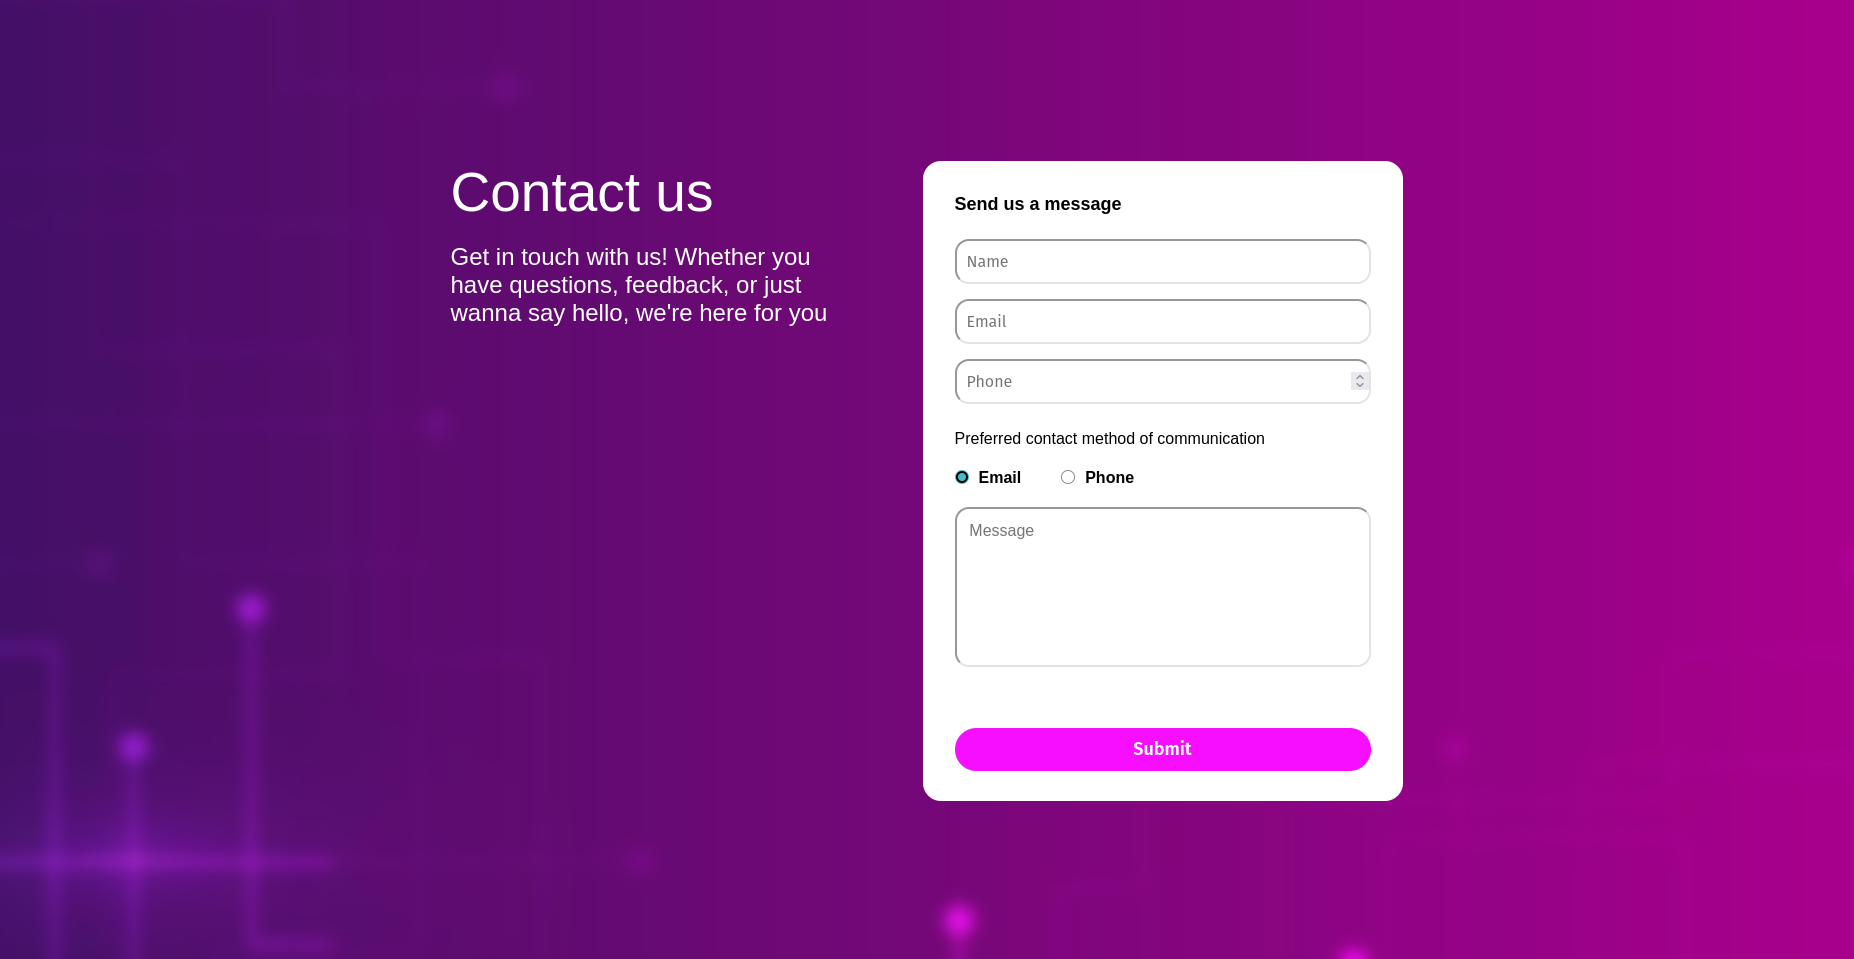 Contact us
Get in touch with us! Whether you
have questions, feedback, or just
wanna say hello, we're here for you
Send us a message
Name
Email
Phone
Preferred contact method of communication
Email Phone
Message
Submit